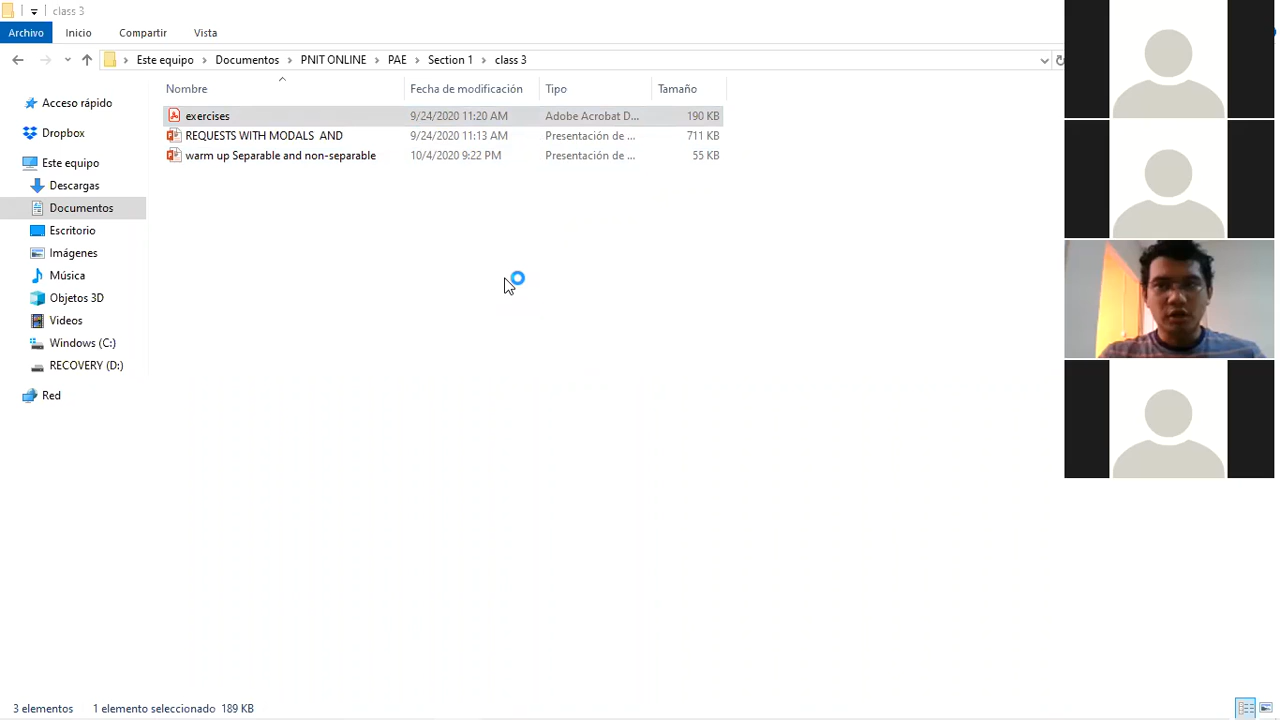 class 3
Archivo Inicio Compartir Vista
Este equipo Documentos PNIT ONLINE PAE Section 1 class 3
Nombre Fecha de modificación Tipo Tamaño
exercises 9/24/2020 11:20 AM Adobe Acrobat D... 190 KB
REQUESTS WITH MODALS AND 9/24/2020 11:13 AM Presentación de ... 711 KB
warm up Separable and non-separable 10/4/2020 9:22 PM Presentación de ... 55 KB
Acceso rápido
Dropbox
Este equipo
Descargas
Documentos
Escritorio
Imágenes
Música
Objetos 3D
Videos
Windows (C:)
RECOVERY (D:)
Red
3 elementos 1 elemento seleccionado 189 KB